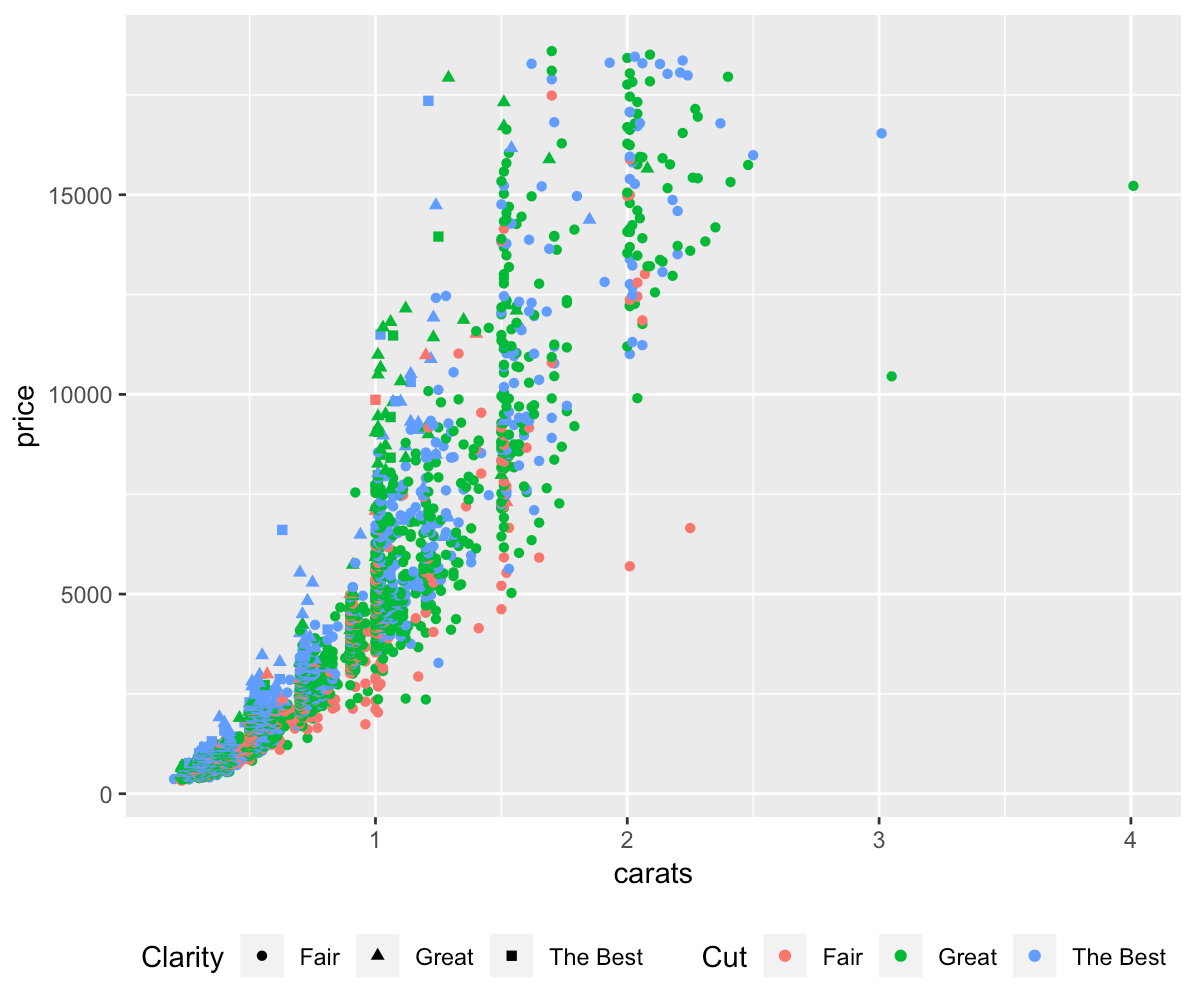 15000
10000
5000
0
price
1 2 3 4
carats
Clarity Fair Great The Best Cut Fair Great The Best